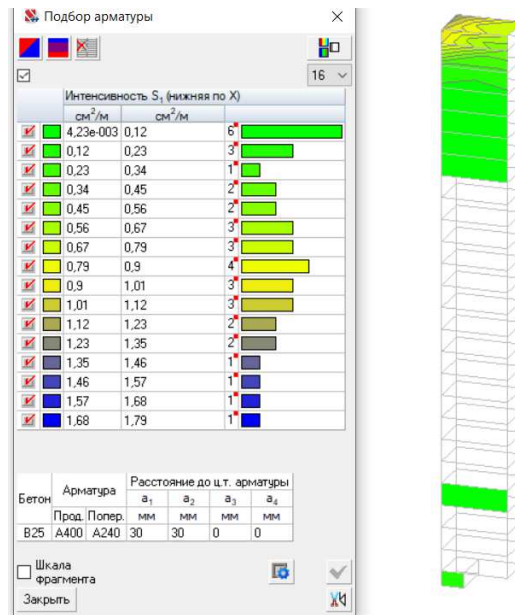 Подбор арматуры
16
Интенсивность S1 (нижняя по X)
см²/м см²/м
4,23e-003 0,12 6
0,12 0,23 3
0,23 0,34 1
0,34 0,45 2
0,45 0,56 2
0,56 0,67 3
0,67 0,79 3
0,79 0,9 4
0,9 1,01 3
1,01 1,12 3
1,12 1,23 2
1,23 1,35 2
1,35 1,46 1
1,46 1,57 1
1,57 1,68 1
1,68 1,79 1
Бетон Арматура Расстояние до ц.т. арматуры
a1 a2 a3 a4
Прод. Попер. мм мм мм мм
B25 A400 A240 30 30 0 0
Шкала
фрагмента
Закрыть